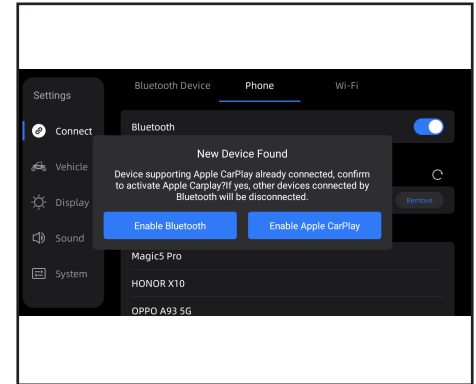 Settings
Connect
Vehicle
Display
Sound
System
Bluetooth Device Phone Wi-Fi
Bluetooth
New Device Found
Device supporting Apple CarPlay already connected, confirm
to activate Apple Carplay?If yes, other devices connected by
Bluetooth will be disconnected.
Enable Bluetooth Enable Apple CarPlay
Remove
Magic5 Pro
HONOR X10
OPPO A93 5G